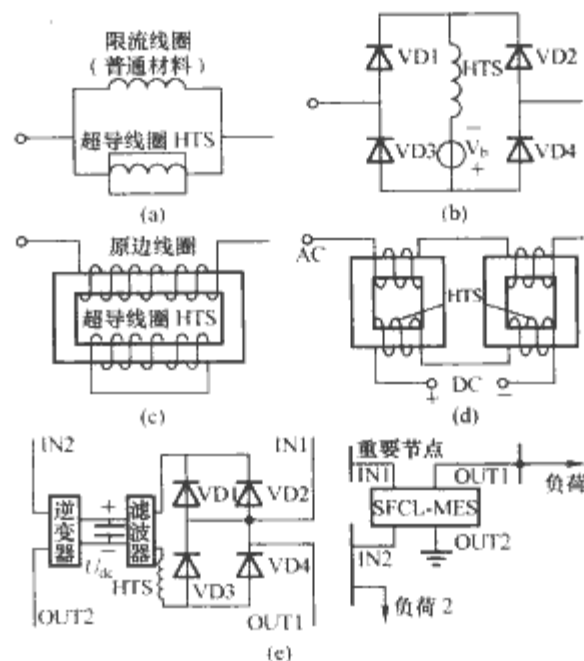 限流线圈
(普通材料)
超导线圈 HTS
(a)
VD1
HTS
VD2
VD3
V_b
VD4
−
+
(b)
原边线圈
超导线圈 HTS
(c)
AC
HTS
+ DC −
(d)
IN2
IN1
逆变器
+
−
U_dc
滤波器
VD1
VD2
HTS
VD3
VD4
OUT2
OUT1
重要节点
IN1
OUT1
负荷
SFCL-MES
IN2
OUT2
负荷 2
(e)